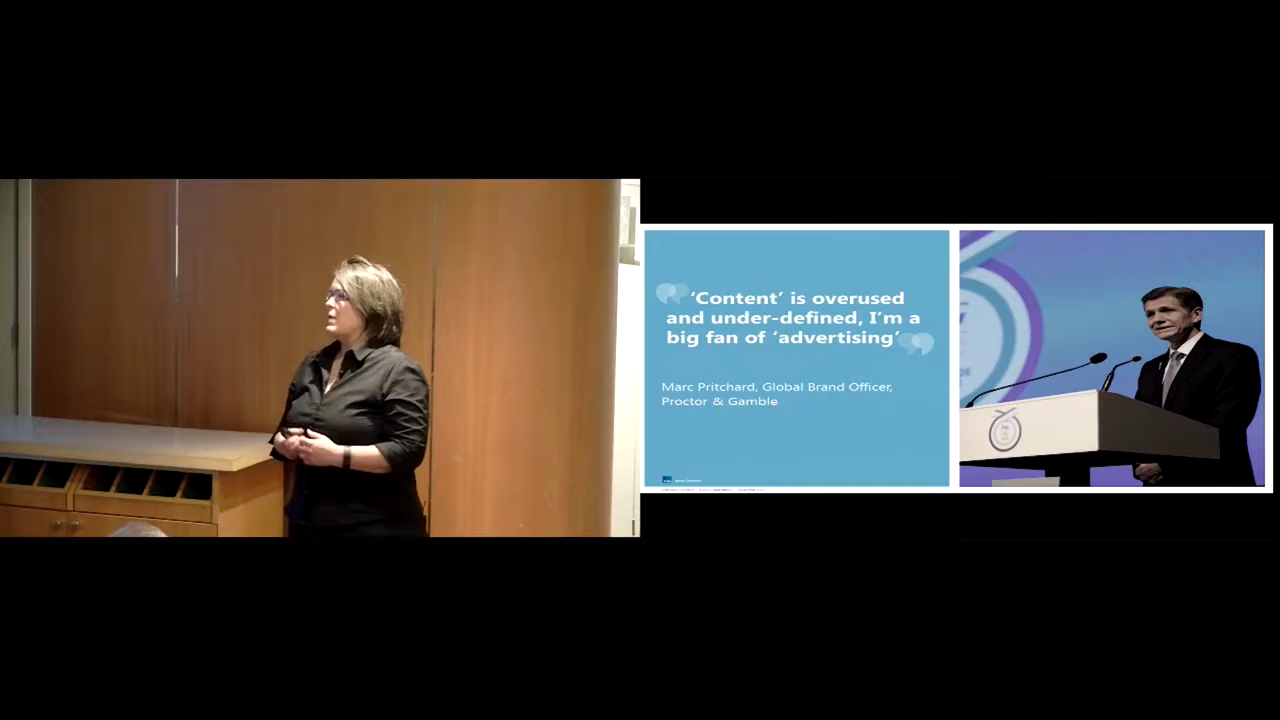 ‘Content’ is overused
and under-defined, I’m a
big fan of ‘advertising’
Marc Pritchard, Global Brand Officer,
Proctor & Gamble